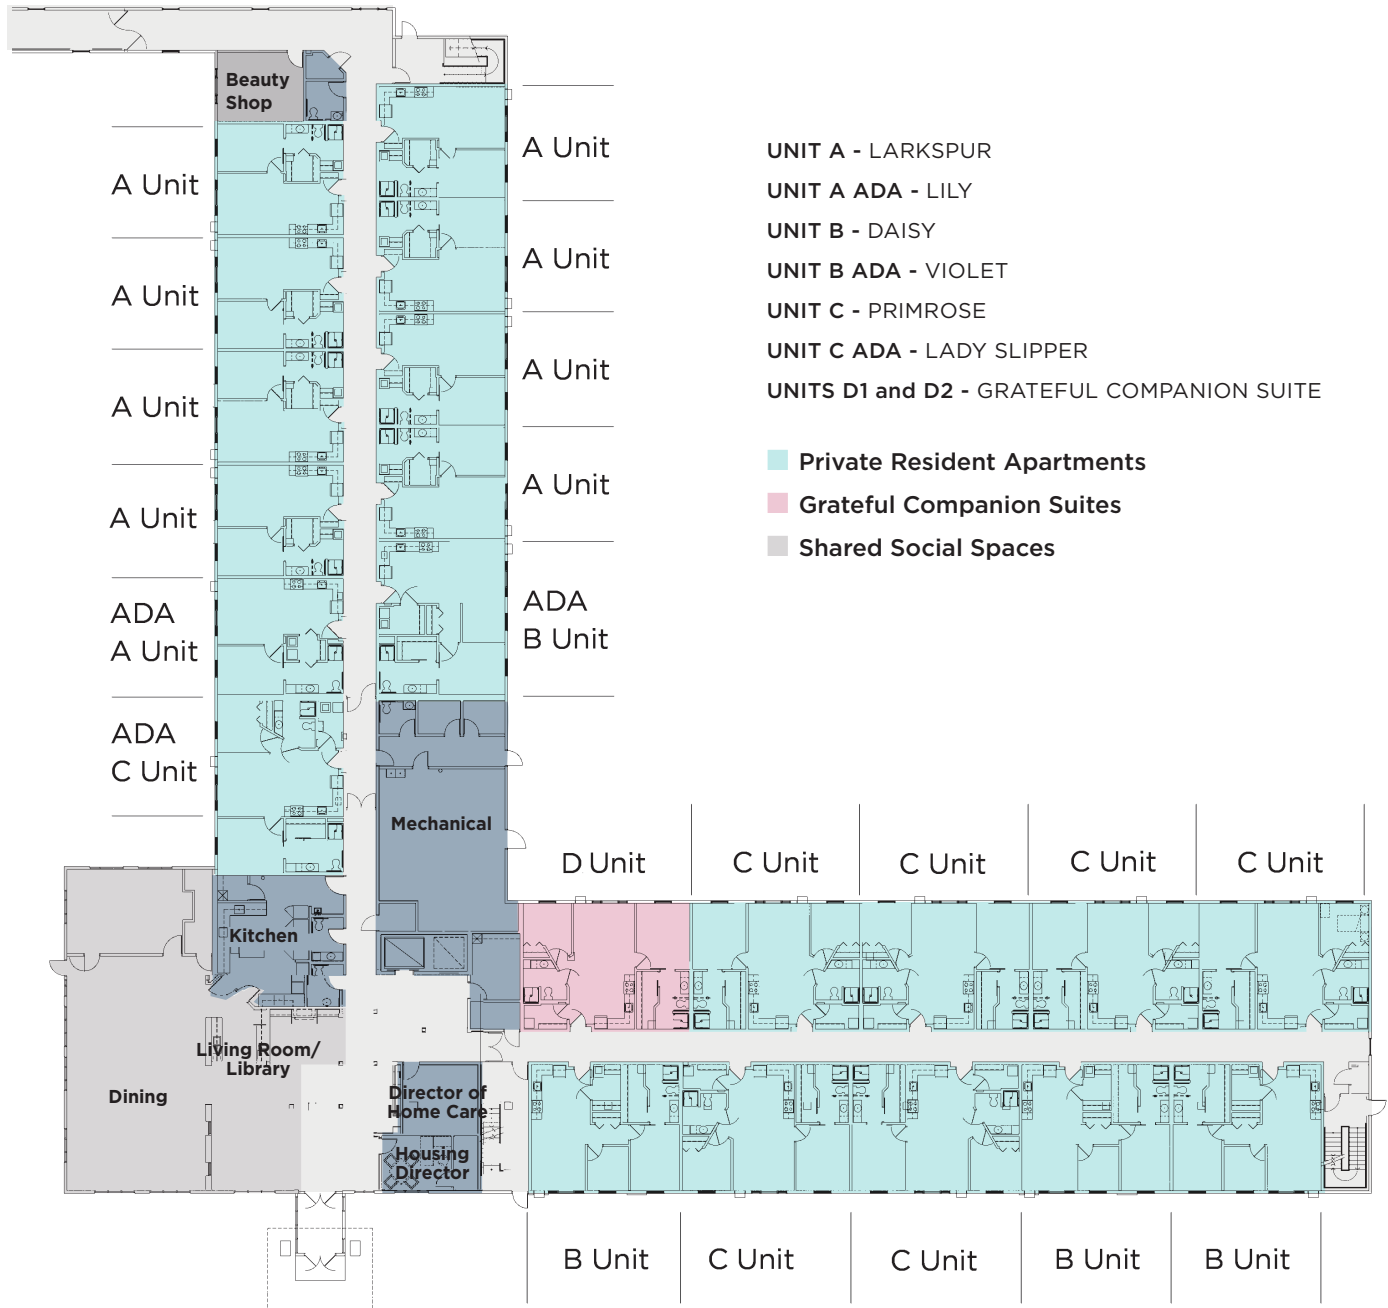 Beauty
Shop
A Unit
A Unit
A Unit
A Unit
ADA
A Unit
ADA
C Unit
A Unit
A Unit
A Unit
A Unit
ADA
B Unit
UNIT A - LARKSPUR
UNIT A ADA - LILY
UNIT B - DAISY
UNIT B ADA - VIOLET
UNIT C - PRIMROSE
UNIT C ADA - LADY SLIPPER
UNITS D1 and D2 - GRATEFUL COMPANION SUITE
Private Resident Apartments
Grateful Companion Suites
Shared Social Spaces
Mechanical
D Unit
C Unit
C Unit
C Unit
C Unit
Kitchen
Living Room/
Library
Dining
Director of
Home Care
Housing
Director
B Unit
C Unit
C Unit
B Unit
B Unit